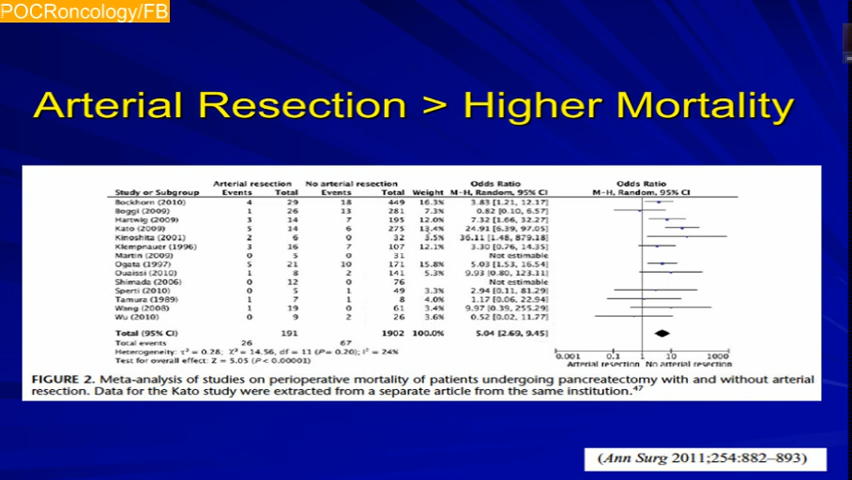 POCRoncology/FB
Arterial Resection > Higher Mortality
Arterial resection No arterial resection Odds Ratio Odds Ratio
Study or Subgroup Events Total Events Total Weight M-H, Random, 95% CI M-H, Random, 95% CI
Bockhorn (2010) 4 29 18 449 16.3% 3.83 [1.21, 12.17]
Boggi (2009) 1 26 13 281 7.3% 0.82 [0.10, 6.57]
Hartwig (2009) 3 14 7 195 12.0% 7.32 [1.66, 32.27]
Kato (2009) 5 14 6 275 13.4% 24.91 [6.39, 97.05]
Kinoshita (2001) 2 6 0 32 3.5% 36.11 [1.48, 879.18]
Klempnauer (1996) 3 16 7 107 12.1% 3.30 [0.76, 14.35]
Martin (2009) 0 5 0 31 Not estimable
Ogata (1997) 5 21 10 171 15.8% 5.03 [1.53, 16.54]
Ouaissi (2010) 1 8 2 141 5.3% 9.93 [0.80, 123.11]
Shimada (2006) 0 12 0 76 Not estimable
Sperti (2010) 0 5 1 49 3.3% 2.94 [0.11, 81.29]
Tamura (1989) 1 7 1 8 4.0% 1.17 [0.06, 22.94]
Wang (2008) 1 19 0 61 3.4% 9.97 [0.39, 255.29]
Wu (2010) 0 9 2 26 3.6% 0.52 [0.02, 11.77]
Total (95% CI) 191 1902 100.0% 5.04 [2.69, 9.45]
Total events 26 67
Heterogeneity: τ² = 0.28, χ² = 14.56, df = 11 (P = 0.20); I² = 24%
Test for overall effect: Z = 5.05 (P < 0.00001)
0.001 0.1 1 10 1000
Arterial resection No arterial resection
FIGURE 2. Meta-analysis of studies on perioperative mortality of patients undergoing pancreatectomy with and without arterial
resection. Data for the Kato study were extracted from a separate article from the same institution.47
(Ann Surg 2011;254:882–893)